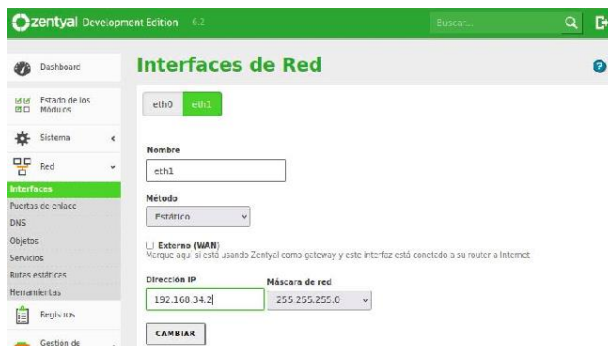 zentyal Development Edition 6.2
Buscar...
Dashboard
Interfaces de Red
Estado de los
Módulos
eth0 eth1
Sistema
Nombre
Red
eth1
Interfaces
Método
Puertas de enlace
Estático
DNS
Objetos
Externo (WAN)
Marque aquí si está usando Zentyal como gateway y este interfaz está conectado a su router a Internet
Servicios
Rutas estáticas
Dirección IP Máscara de red
Herramientas
192.168.34.2 255.255.255.0
Registros
CAMBIAR
Gestión de